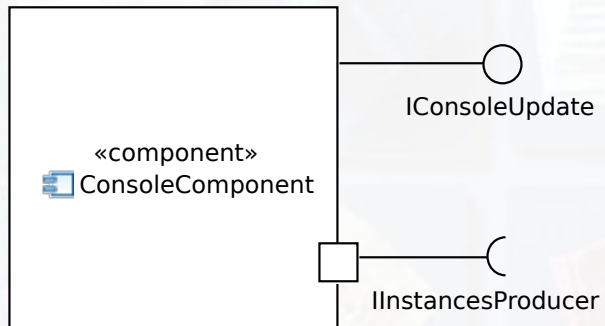 IConsoleUpdate
«component»
ConsoleComponent
IInstancesProducer